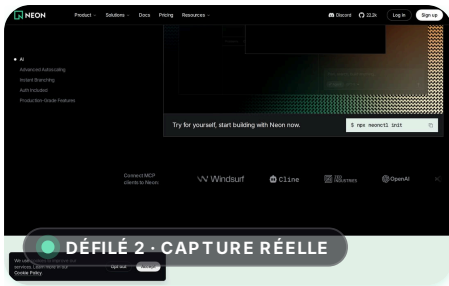 NEON
Product
Solutions
Docs
Pricing
Resources
Discord
22.2k
Log in
Sign up
AI
Advanced Autoscaling
Instant Branching
Auth Included
Production-Grade Features
Try for yourself, start building with Neon now.
$ npx neonctl init
Connect MCP
clients to Neon:
Windsurf
Cline
OpenAI
DÉFILÉ 2 · CAPTURE RÉELLE
Opt out
Accept
Cookie Policy